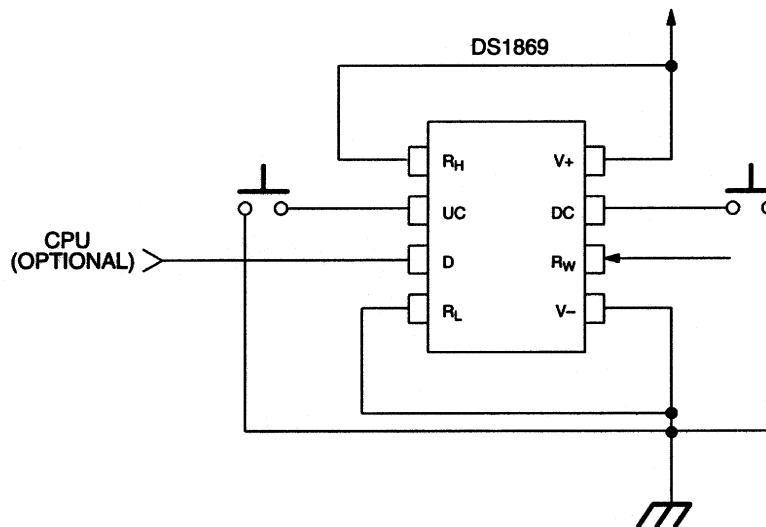 DS1869
RH
V+
UC
DC
CPU
(OPTIONAL)
D
RW
RL
V-